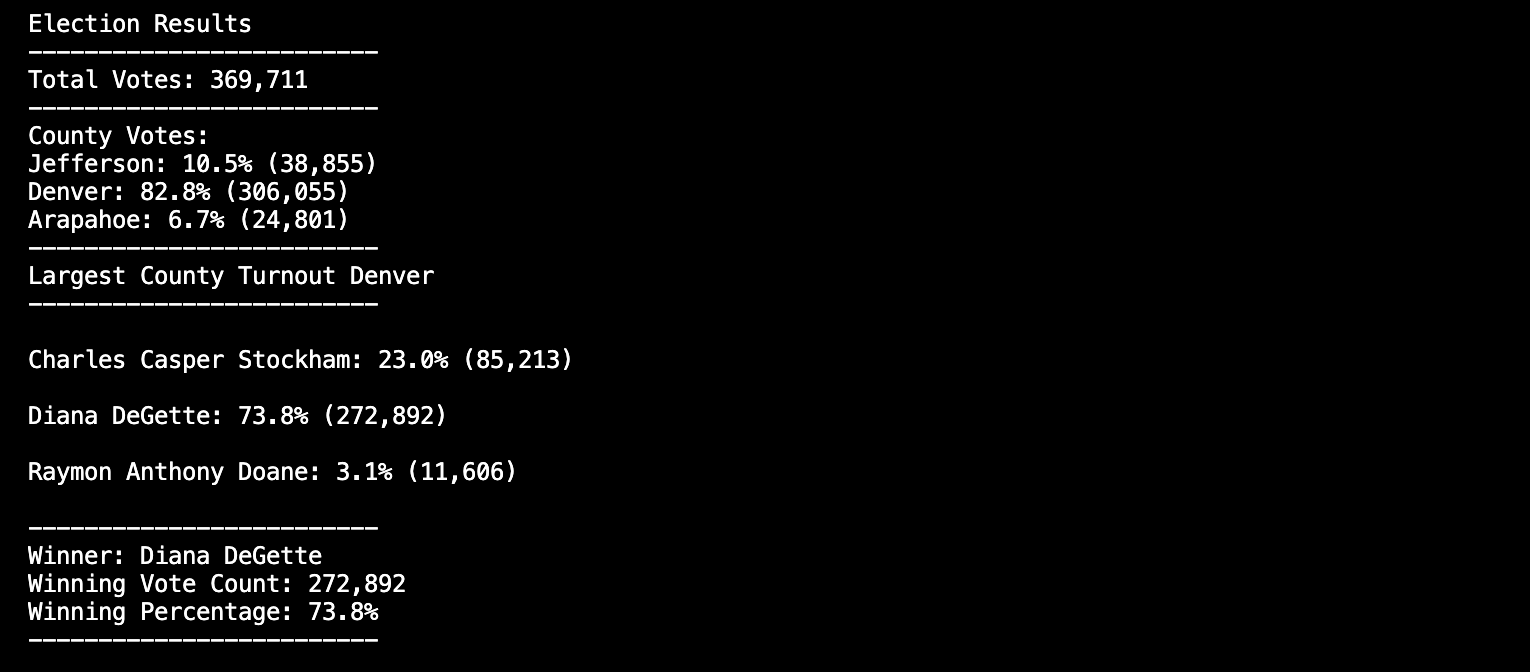 Election Results
-------------------------
Total Votes: 369,711
-------------------------
County Votes:
Jefferson: 10.5% (38,855)
Denver: 82.8% (306,055)
Arapahoe: 6.7% (24,801)
-------------------------
Largest County Turnout Denver
-------------------------
Charles Casper Stockham: 23.0% (85,213)
Diana DeGette: 73.8% (272,892)
Raymon Anthony Doane: 3.1% (11,606)
-------------------------
Winner: Diana DeGette
Winning Vote Count: 272,892
Winning Percentage: 73.8%
-------------------------